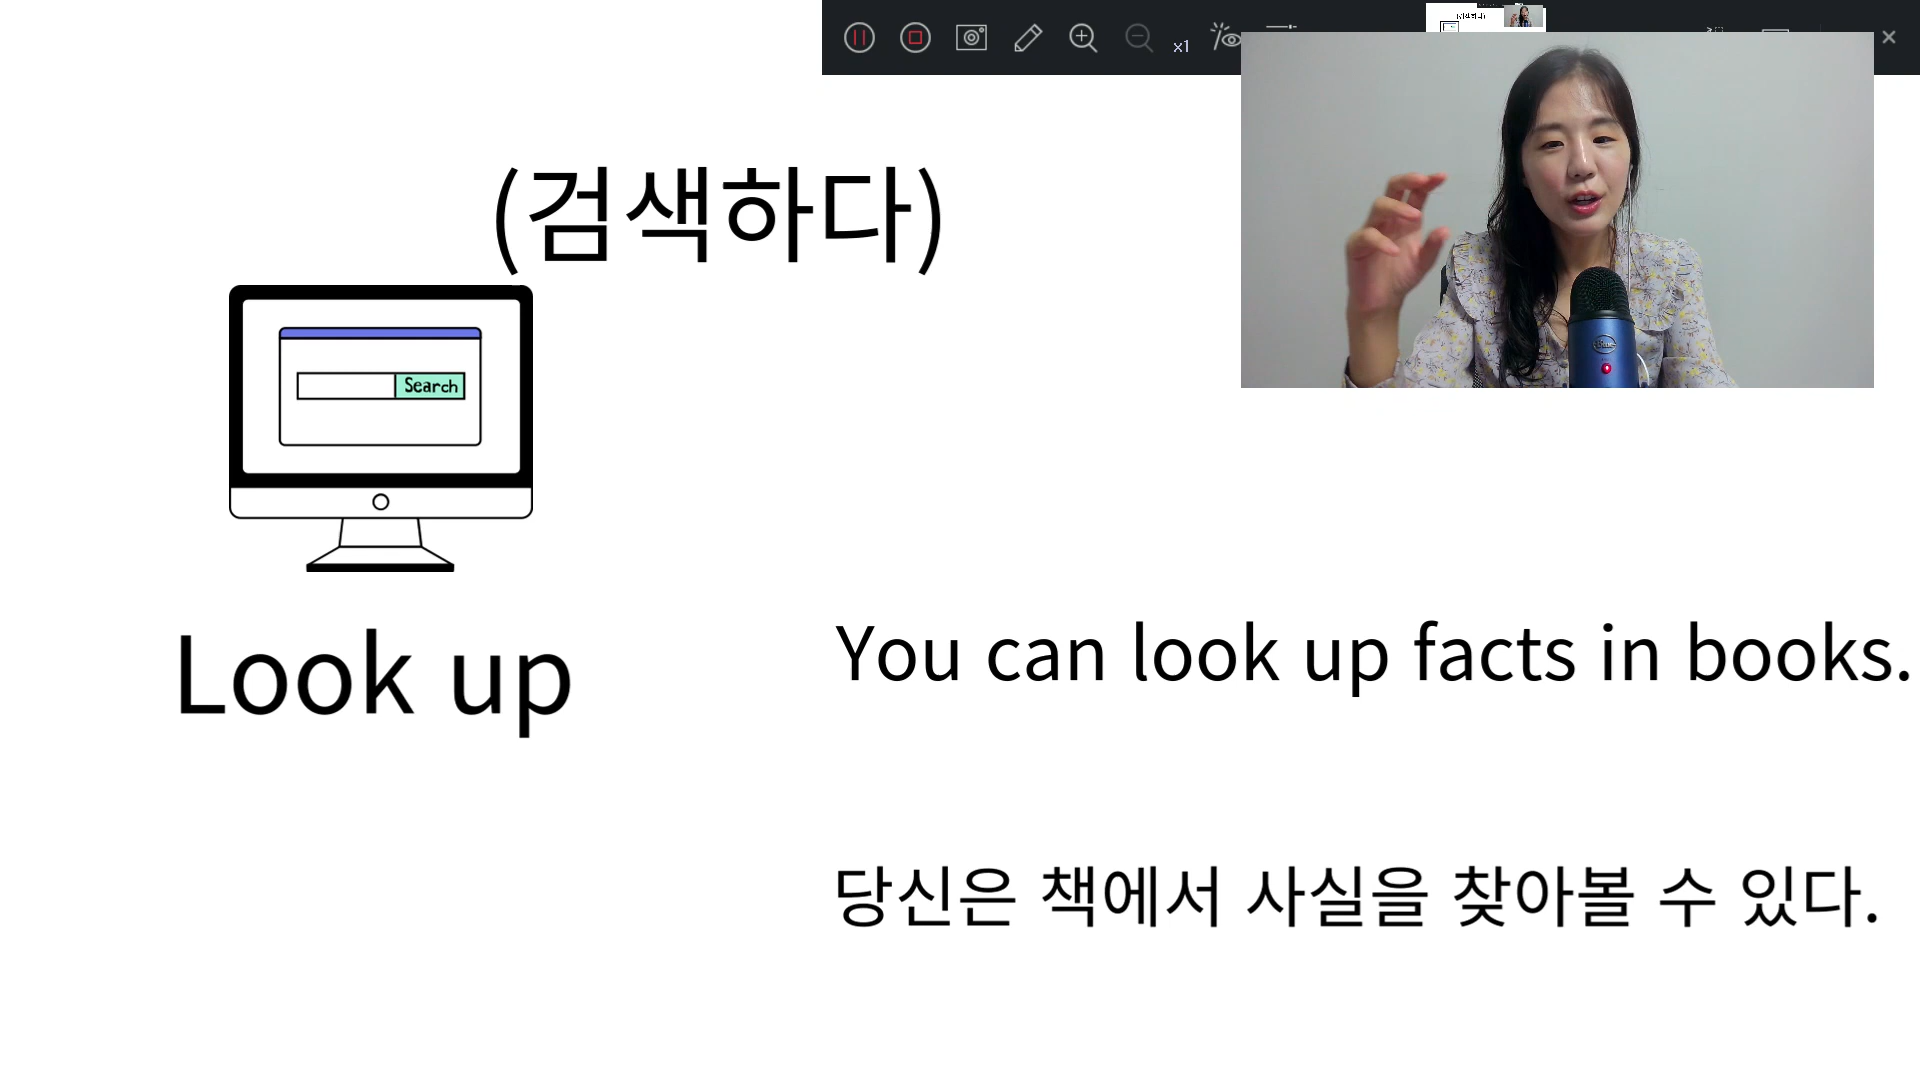 x1
(검색하다)
Search
Look up
You can look up facts in books.
당신은 책에서 사실을 찾아볼 수 있다.